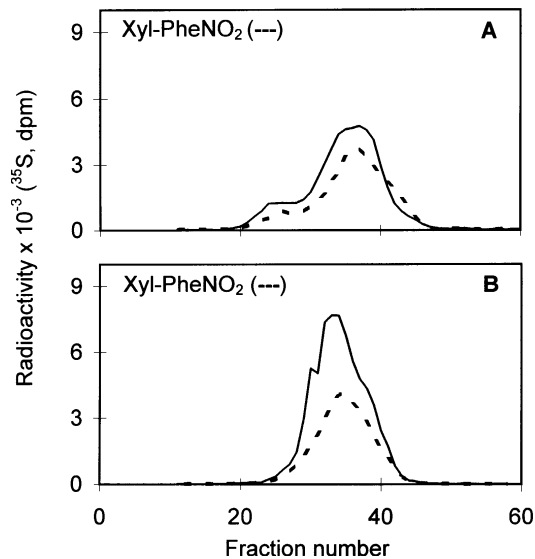 Xyl-PheNO₂ (---) A
9
6
3
0
Xyl-PheNO₂ (---) B
9
6
3
0
0 20 40 60
Fraction number
Radioactivity x 10⁻³ (³⁵S, dpm)